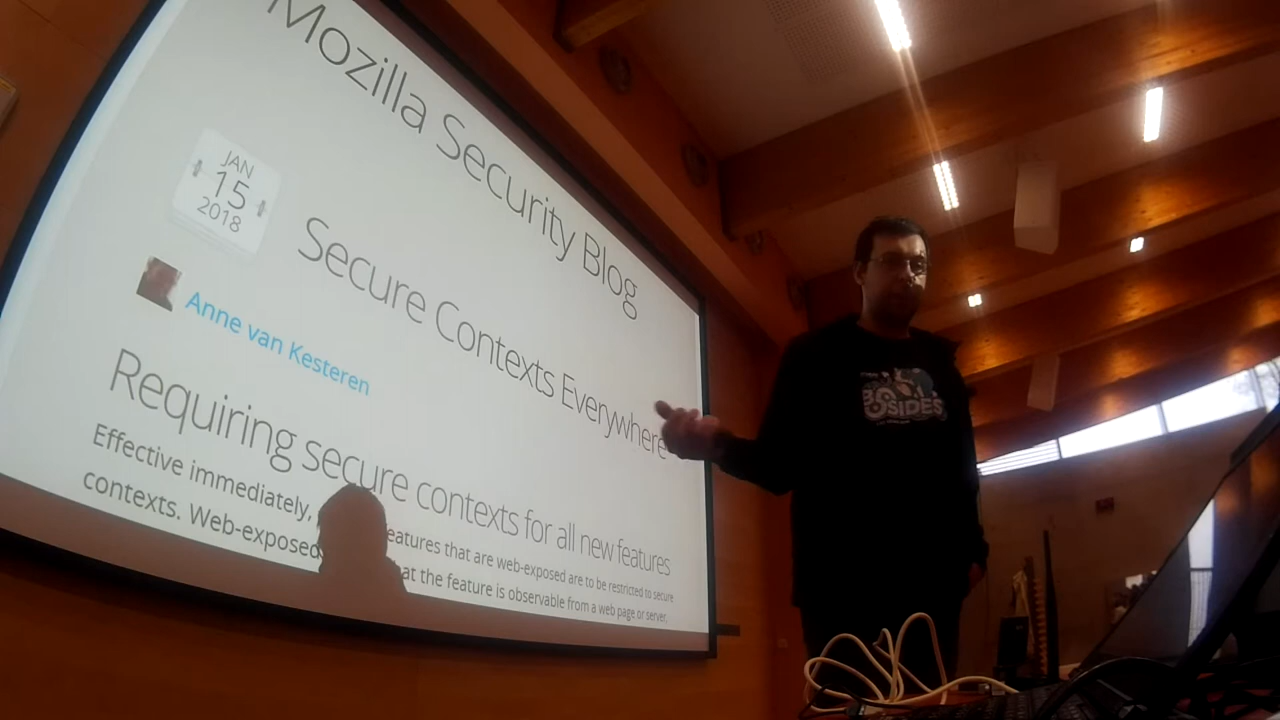 Mozilla Security Blog
JAN
15
2018
Secure Contexts Everywhere
Anne van Kesteren
Requiring secure contexts for all new features
Effective immediately, eatures that are web-exposed are to be restricted to secure
contexts. Web-exposed at the feature is observable from a web page or server,
BSIDES